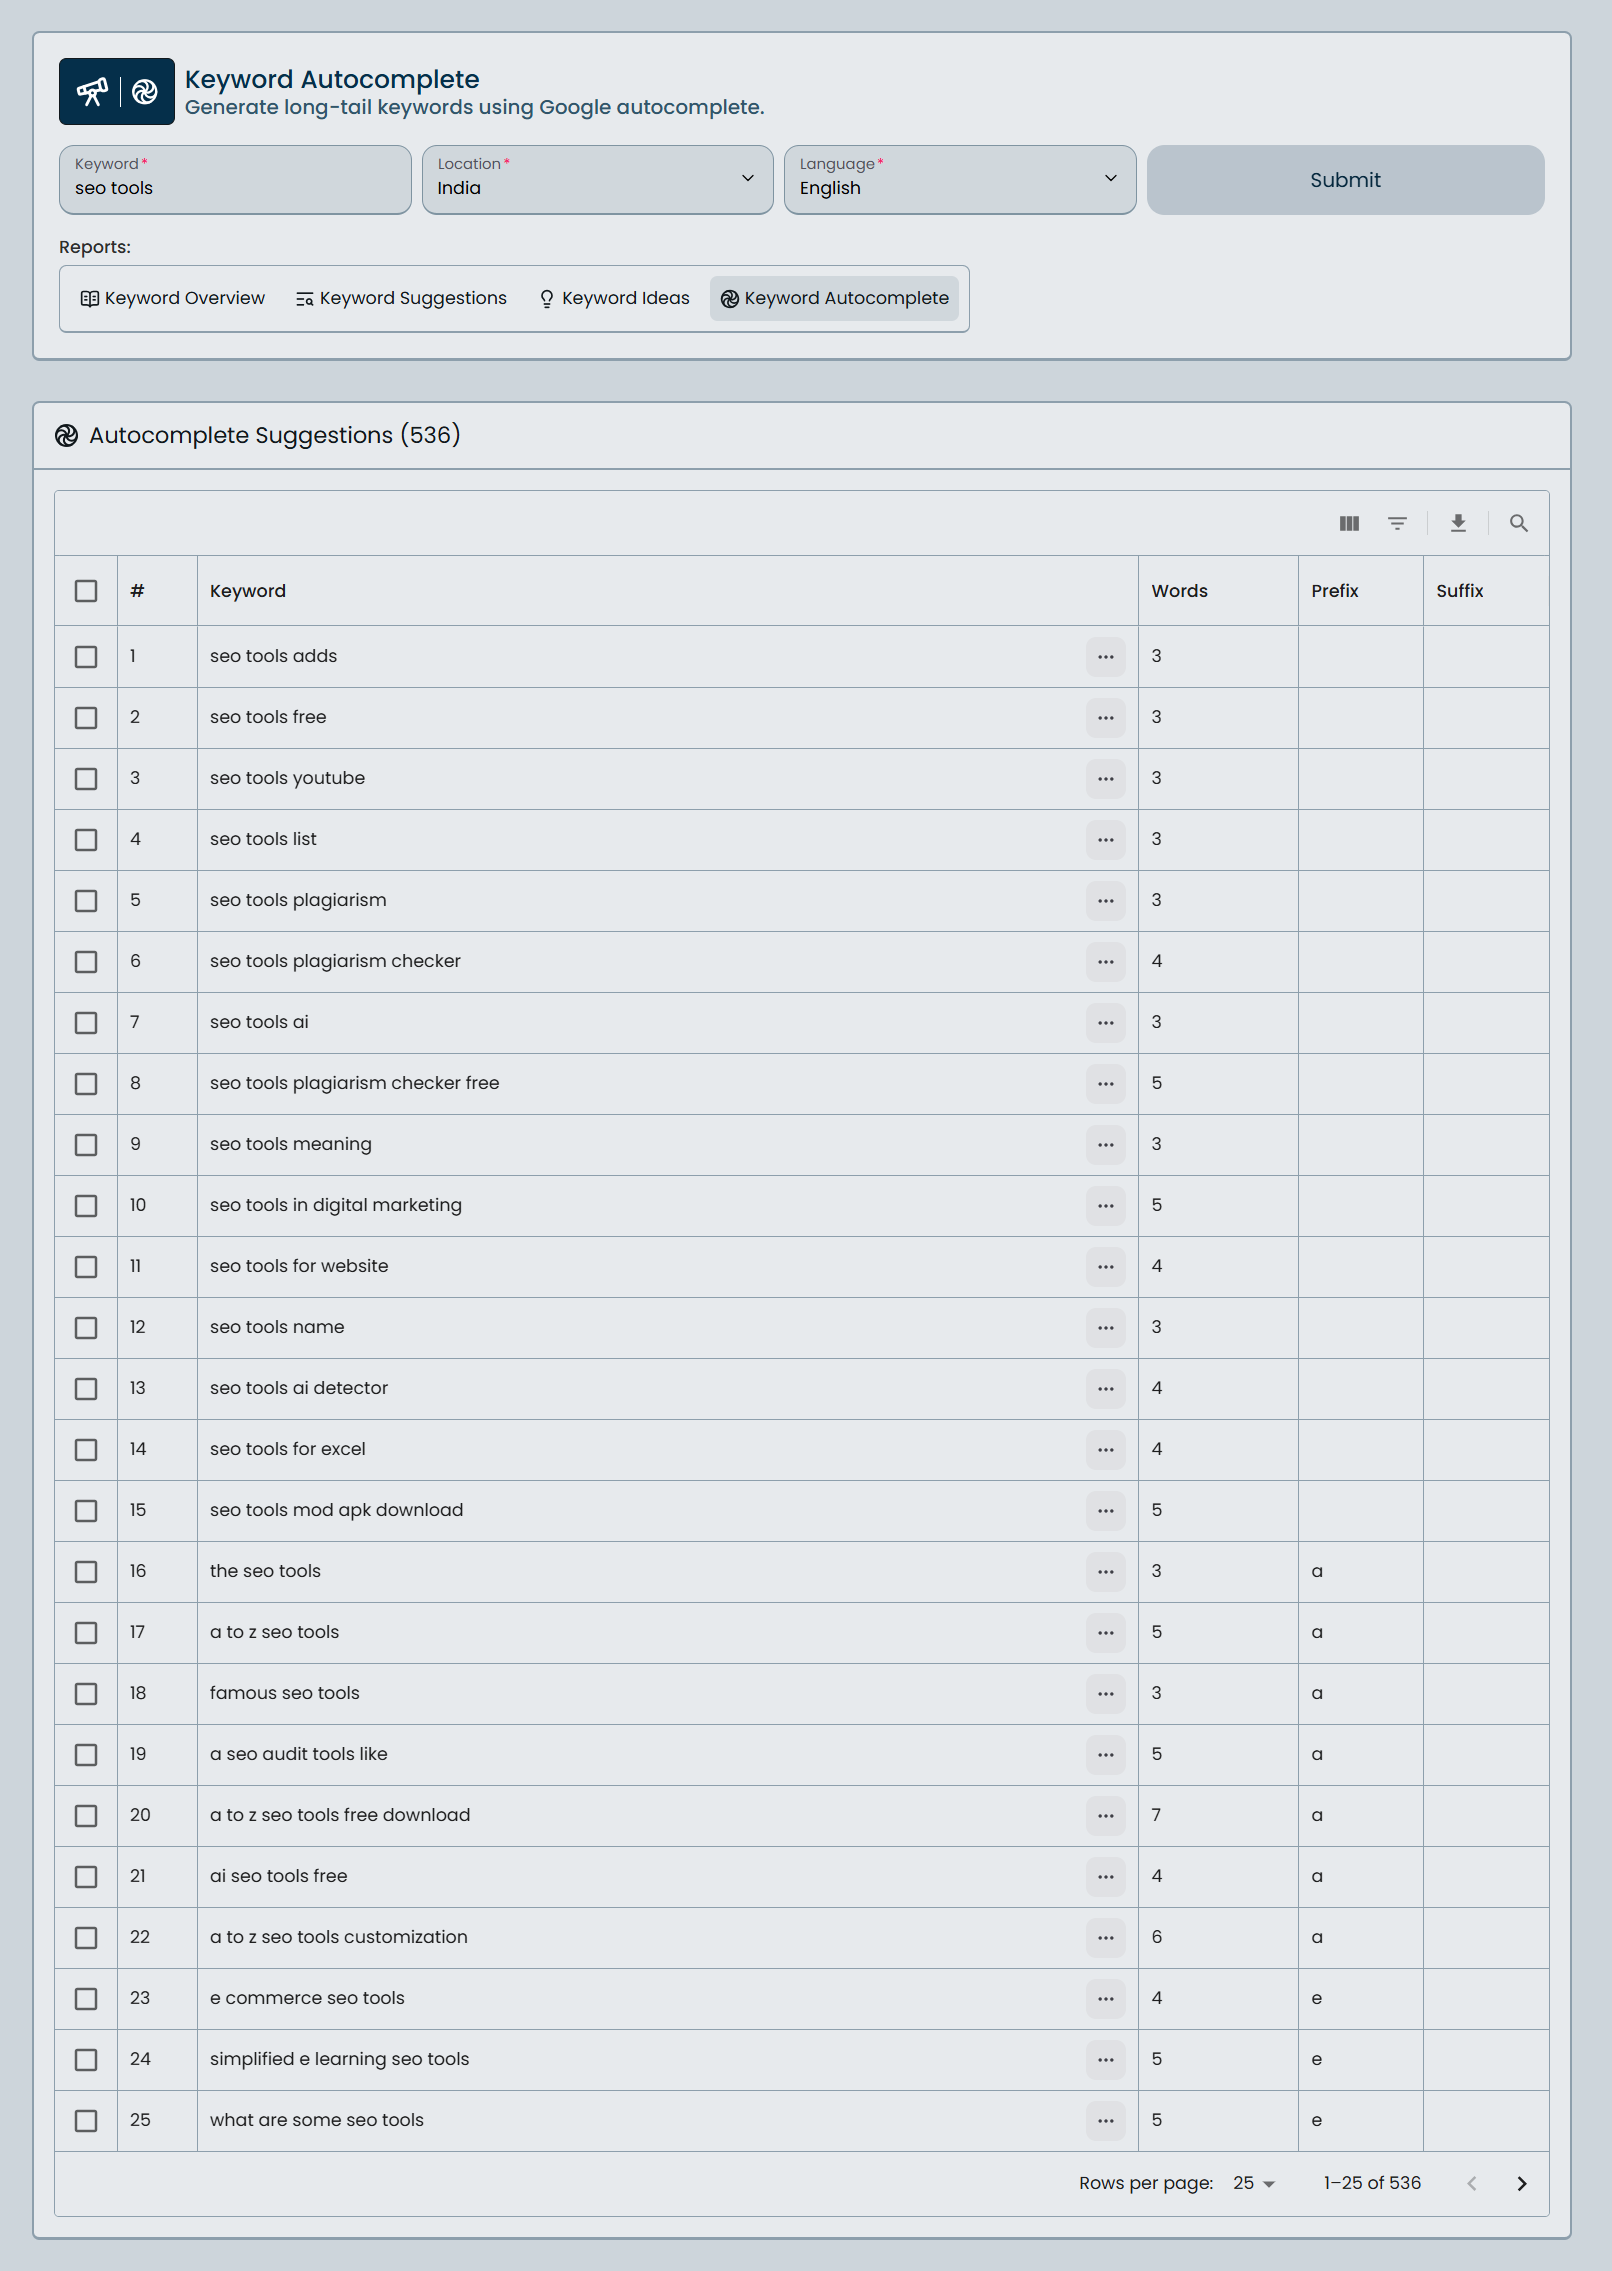 Keyword Autocomplete
Generate long-tail keywords using Google autocomplete.
Keyword * Location * Language *
seo tools India English Submit
Reports:
Keyword Overview Keyword Suggestions Keyword Ideas Keyword Autocomplete
Autocomplete Suggestions (536)
# Keyword Words Prefix Suffix
1 seo tools adds 3
2 seo tools free 3
3 seo tools youtube 3
4 seo tools list 3
5 seo tools plagiarism 3
6 seo tools plagiarism checker 4
7 seo tools ai 3
8 seo tools plagiarism checker free 5
9 seo tools meaning 3
10 seo tools in digital marketing 5
11 seo tools for website 4
12 seo tools name 3
13 seo tools ai detector 4
14 seo tools for excel 4
15 seo tools mod apk download 5
16 the seo tools 3 a
17 a to z seo tools 5 a
18 famous seo tools 3 a
19 a seo audit tools like 5 a
20 a to z seo tools free download 7 a
21 ai seo tools free 4 a
22 a to z seo tools customization 6 a
23 e commerce seo tools 4 e
24 simplified e learning seo tools 5 e
25 what are some seo tools 5 e
Rows per page: 25 1–25 of 536